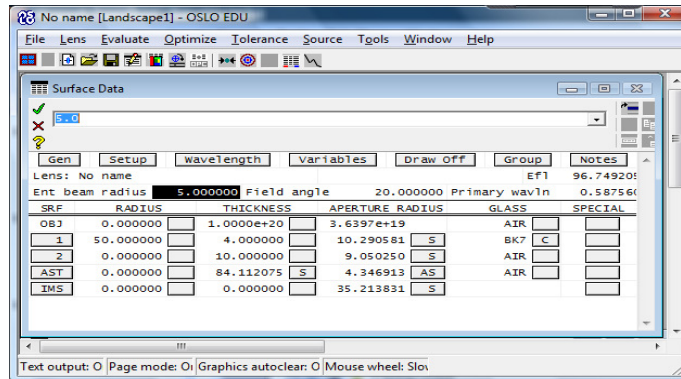 No name [Landscape1] - OSLO EDU
File Lens Evaluate Optimize Tolerance Source Tools Window Help
Surface Data
5.0
Gen Setup Wavelength Variables Draw Off Group Notes
Lens: No name Efl 96.749205
Ent beam radius 5.000000 Field angle 20.000000 Primary wavln 0.58756
SRF RADIUS THICKNESS APERTURE RADIUS GLASS SPECIAL
OBJ 0.000000 1.0000e+20 3.6397e+19 AIR
1 50.000000 4.000000 10.290581 S BK7 C
2 0.000000 10.000000 9.050250 S AIR
AST 0.000000 84.112075 S 4.346913 AS AIR
IMS 0.000000 0.000000 35.213831 S
Text output: O Page mode: O Graphics autoclear: O Mouse wheel: Slo